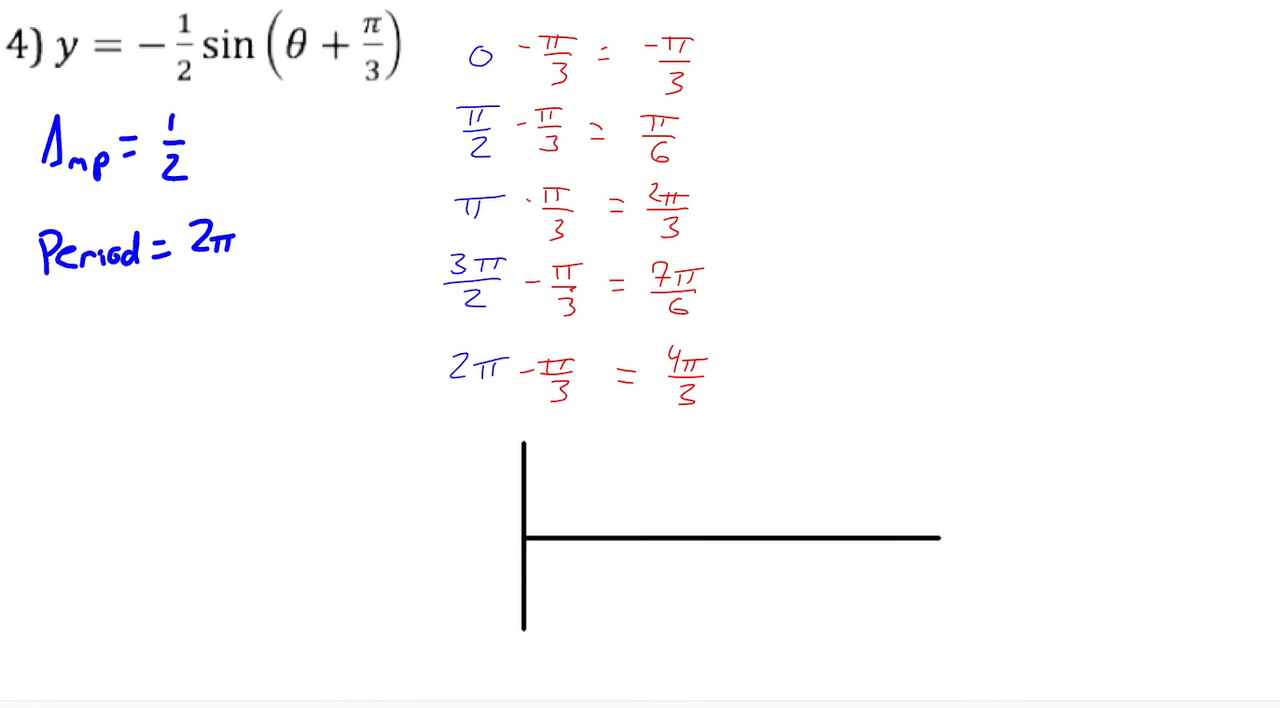 4) y = − 1/2 sin (θ + π/3)
Amp = 1/2
Period = 2π
0 - π/3 = -π/3
π/2 - π/3 = π/6
π · π/3 = 2π/3
3π/2 - π/3 = 7π/6
2π - π/3 = 4π/3